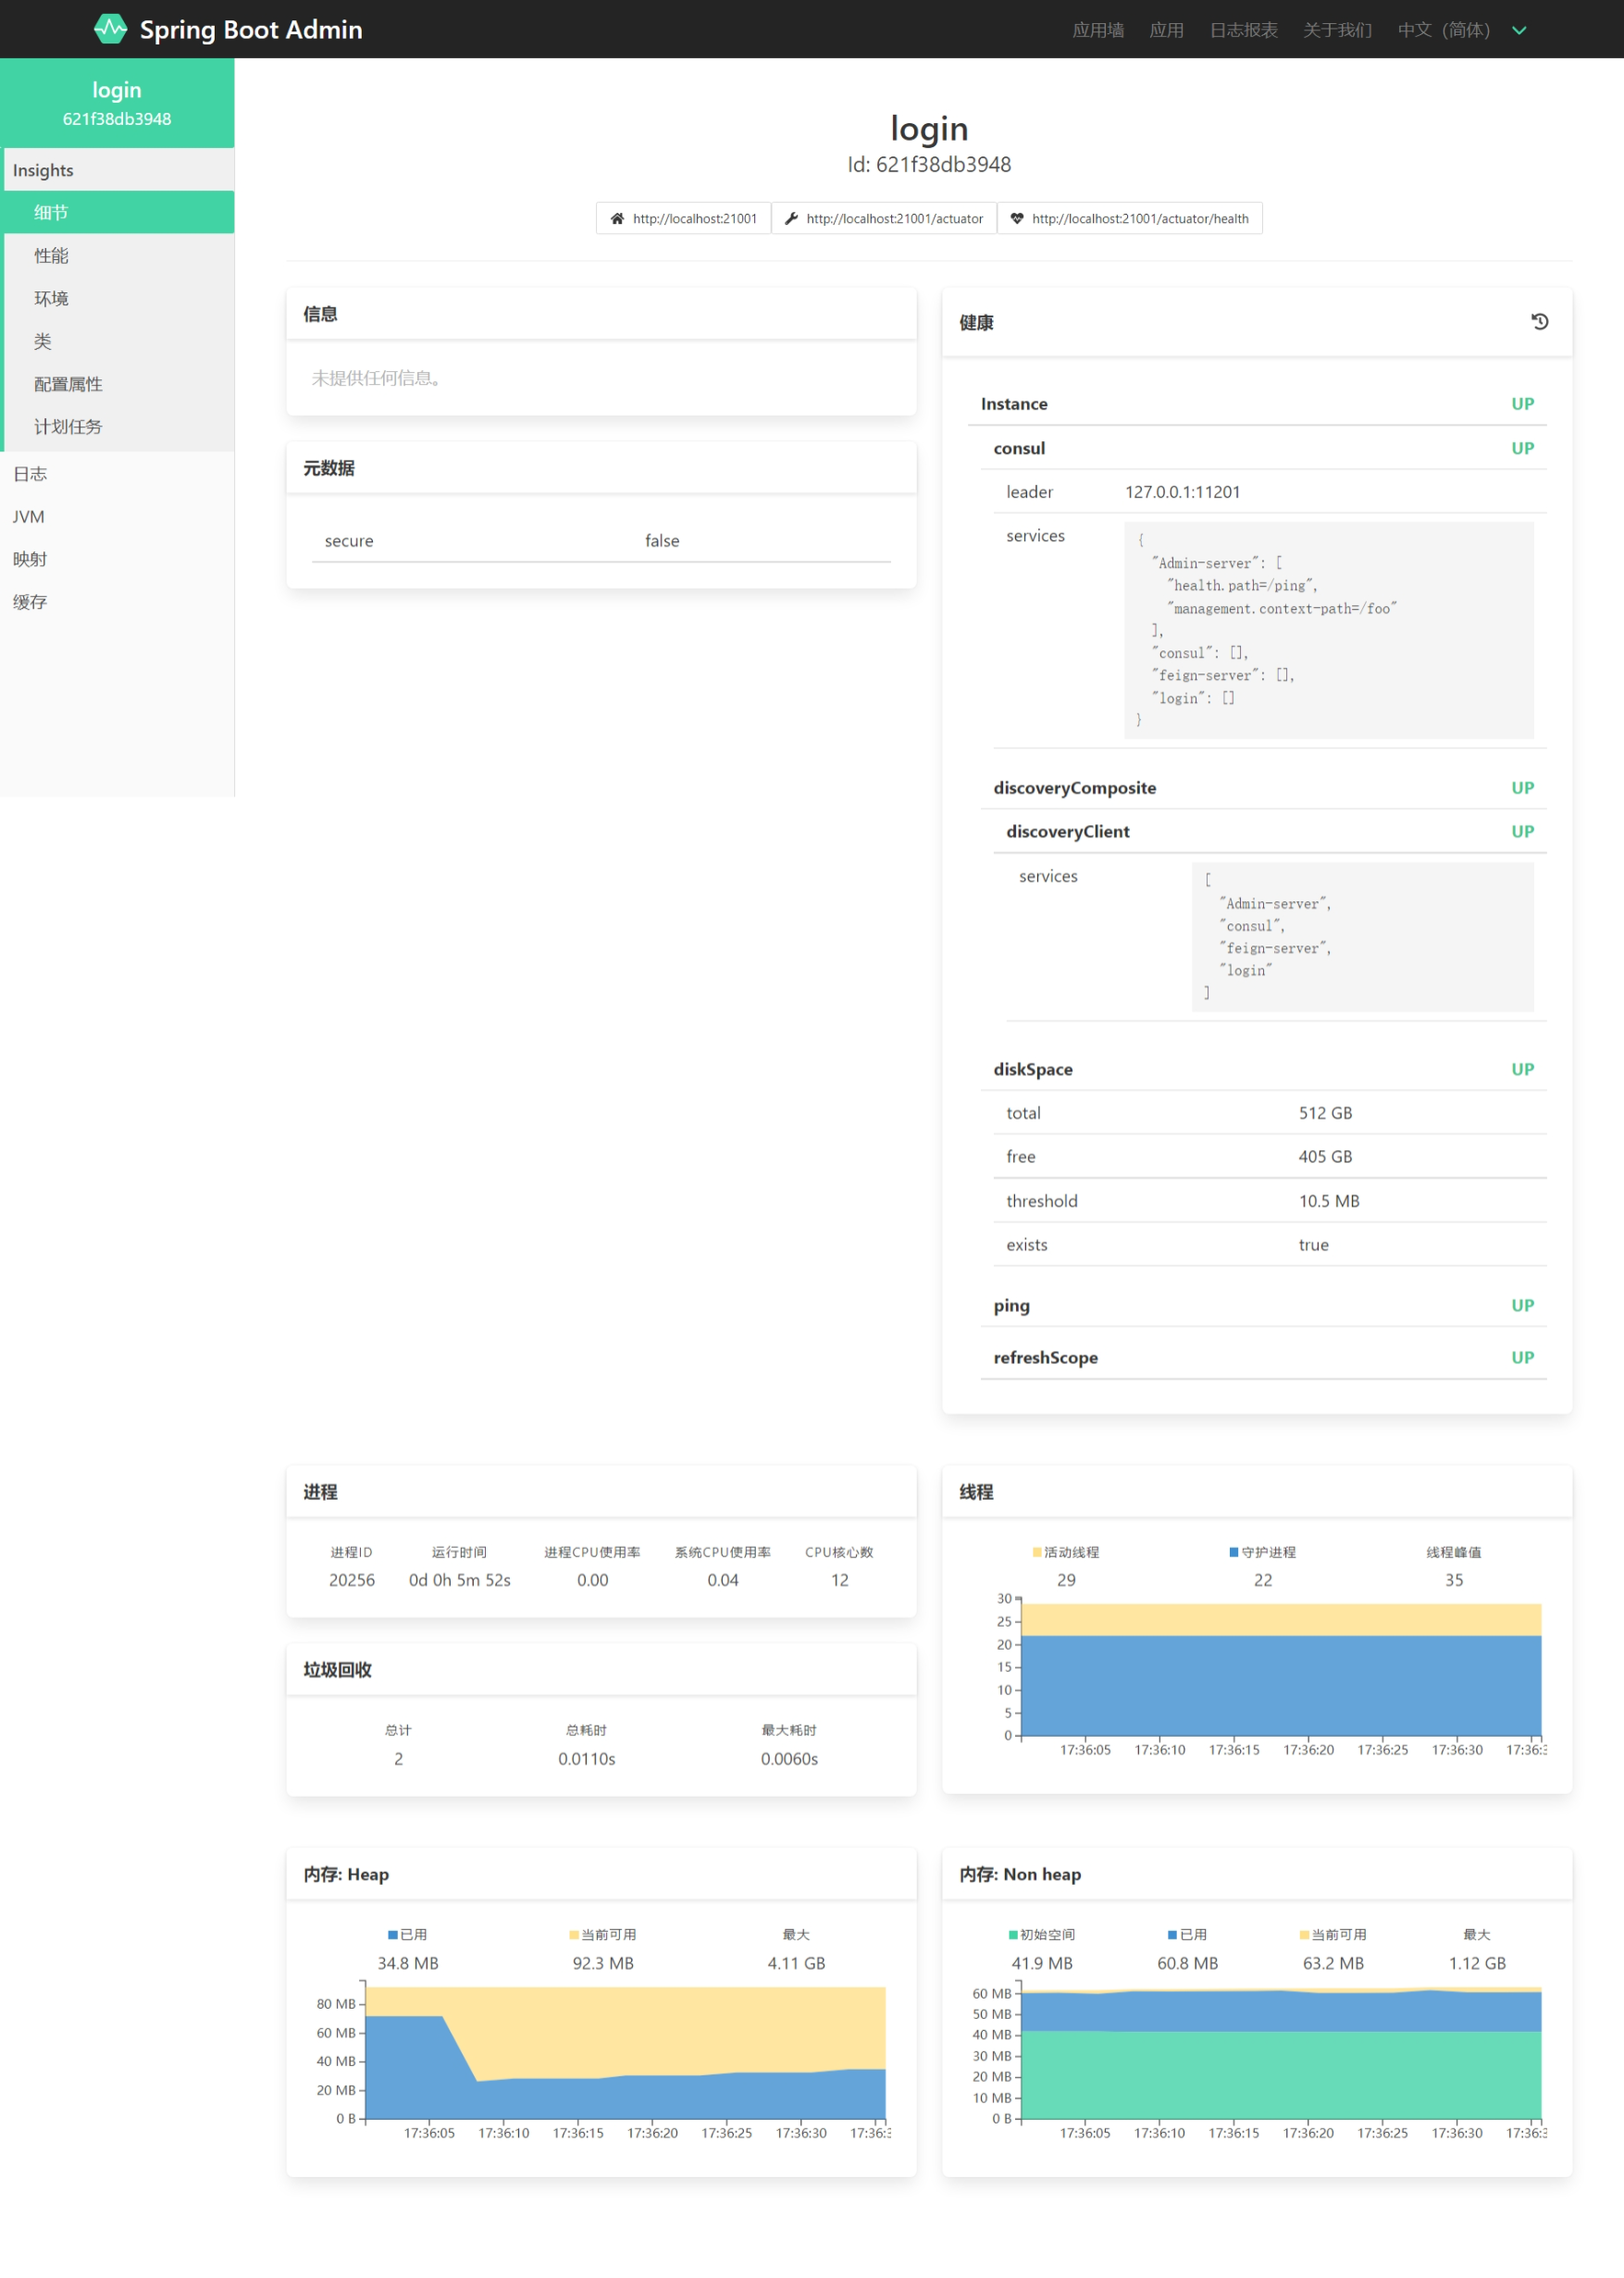 Spring Boot Admin
应用墙 应用 日志报表 关于我们 中文 (简体)
login
621f38db3948
Insights
细节
性能
环境
类
配置属性
计划任务
日志
JVM
映射
缓存
login
Id: 621f38db3948
http://localhost:21001 http://localhost:21001/actuator http://localhost:21001/actuator/health
信息
未提供任何信息。
元数据
secure false
健康
Instance UP
consul UP
leader 127.0.0.1:11201
services
{
"Admin-server": [
"health.path=/ping",
"management.context-path=/foo"
],
"consul": [],
"feign-server": [],
"login": []
}
discoveryComposite UP
discoveryClient UP
services
[
"Admin-server",
"consul",
"feign-server",
"login"
]
diskSpace UP
total 512 GB
free 405 GB
threshold 10.5 MB
exists true
ping UP
refreshScope UP
进程
进程ID 运行时间 进程CPU使用率 系统CPU使用率 CPU核心数
20256 0d 0h 5m 52s 0.00 0.04 12
垃圾回收
总计 总耗时 最大耗时
2 0.0110s 0.0060s
线程
活动线程 守护进程 线程峰值
29 22 35
30
25
20
15
10
5
0
17:36:05 17:36:10 17:36:15 17:36:20 17:36:25 17:36:30 17:36:3
内存: Heap
已用 当前可用 最大
34.8 MB 92.3 MB 4.11 GB
80 MB
60 MB
40 MB
20 MB
0 B
17:36:05 17:36:10 17:36:15 17:36:20 17:36:25 17:36:30 17:36:3
内存: Non heap
初始空间 已用 当前可用 最大
41.9 MB 60.8 MB 63.2 MB 1.12 GB
60 MB
50 MB
40 MB
30 MB
20 MB
10 MB
0 B
17:36:05 17:36:10 17:36:15 17:36:20 17:36:25 17:36:30 17:36:3